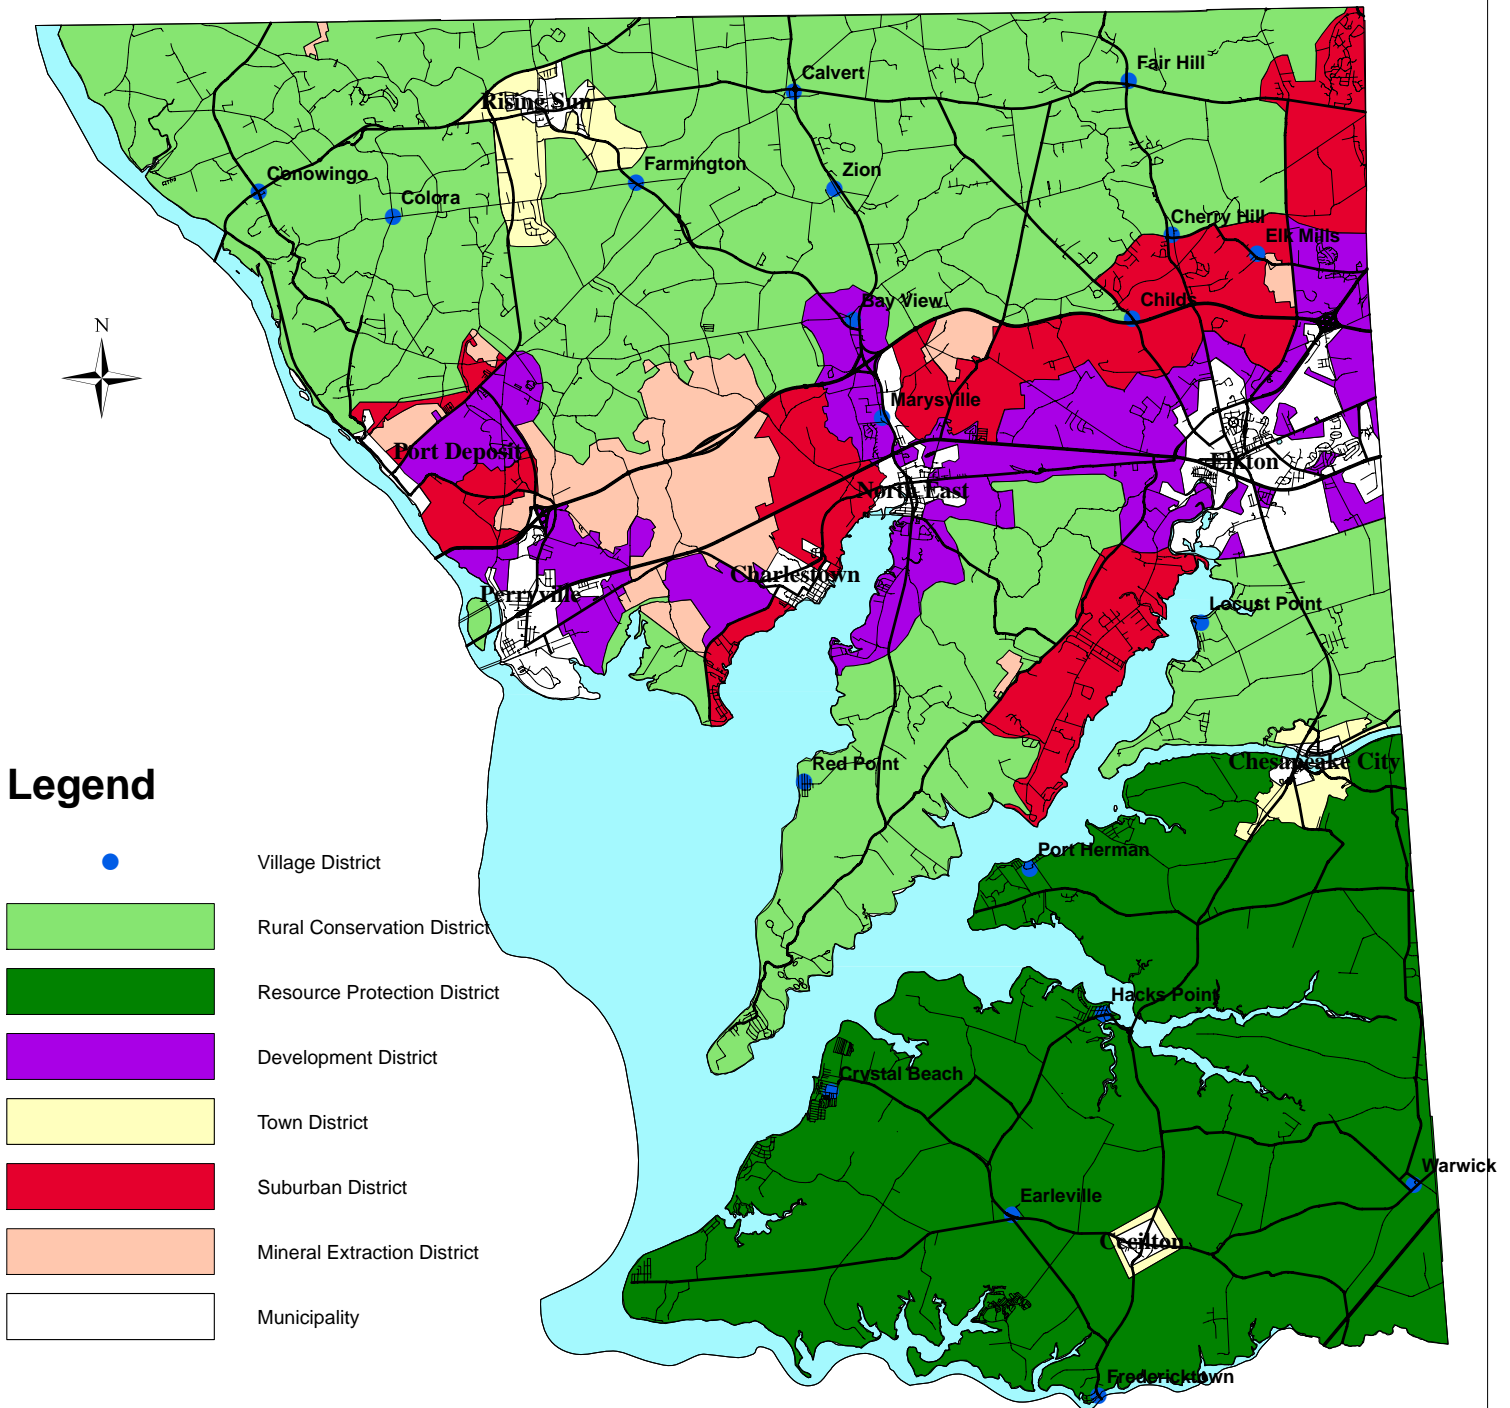 Fair Hill
Calvert
Rising Sun
Farmington
Zion
Conowingo
Colora
Cherry Hill
Elk Mills
Bay View
Childs
N
Marysville
Port Deposit
Elkton
North East
Charlestown
Perryville
Locust Point
Red Point
Chesapeake City
Legend
Port Herman
Village District
Rural Conservation District
Resource Protection District
Hacks Point
Development District
Crystal Beach
Town District
Warwick
Suburban District
Earleville
Cecilton
Mineral Extraction District
Municipality
Fredericktown